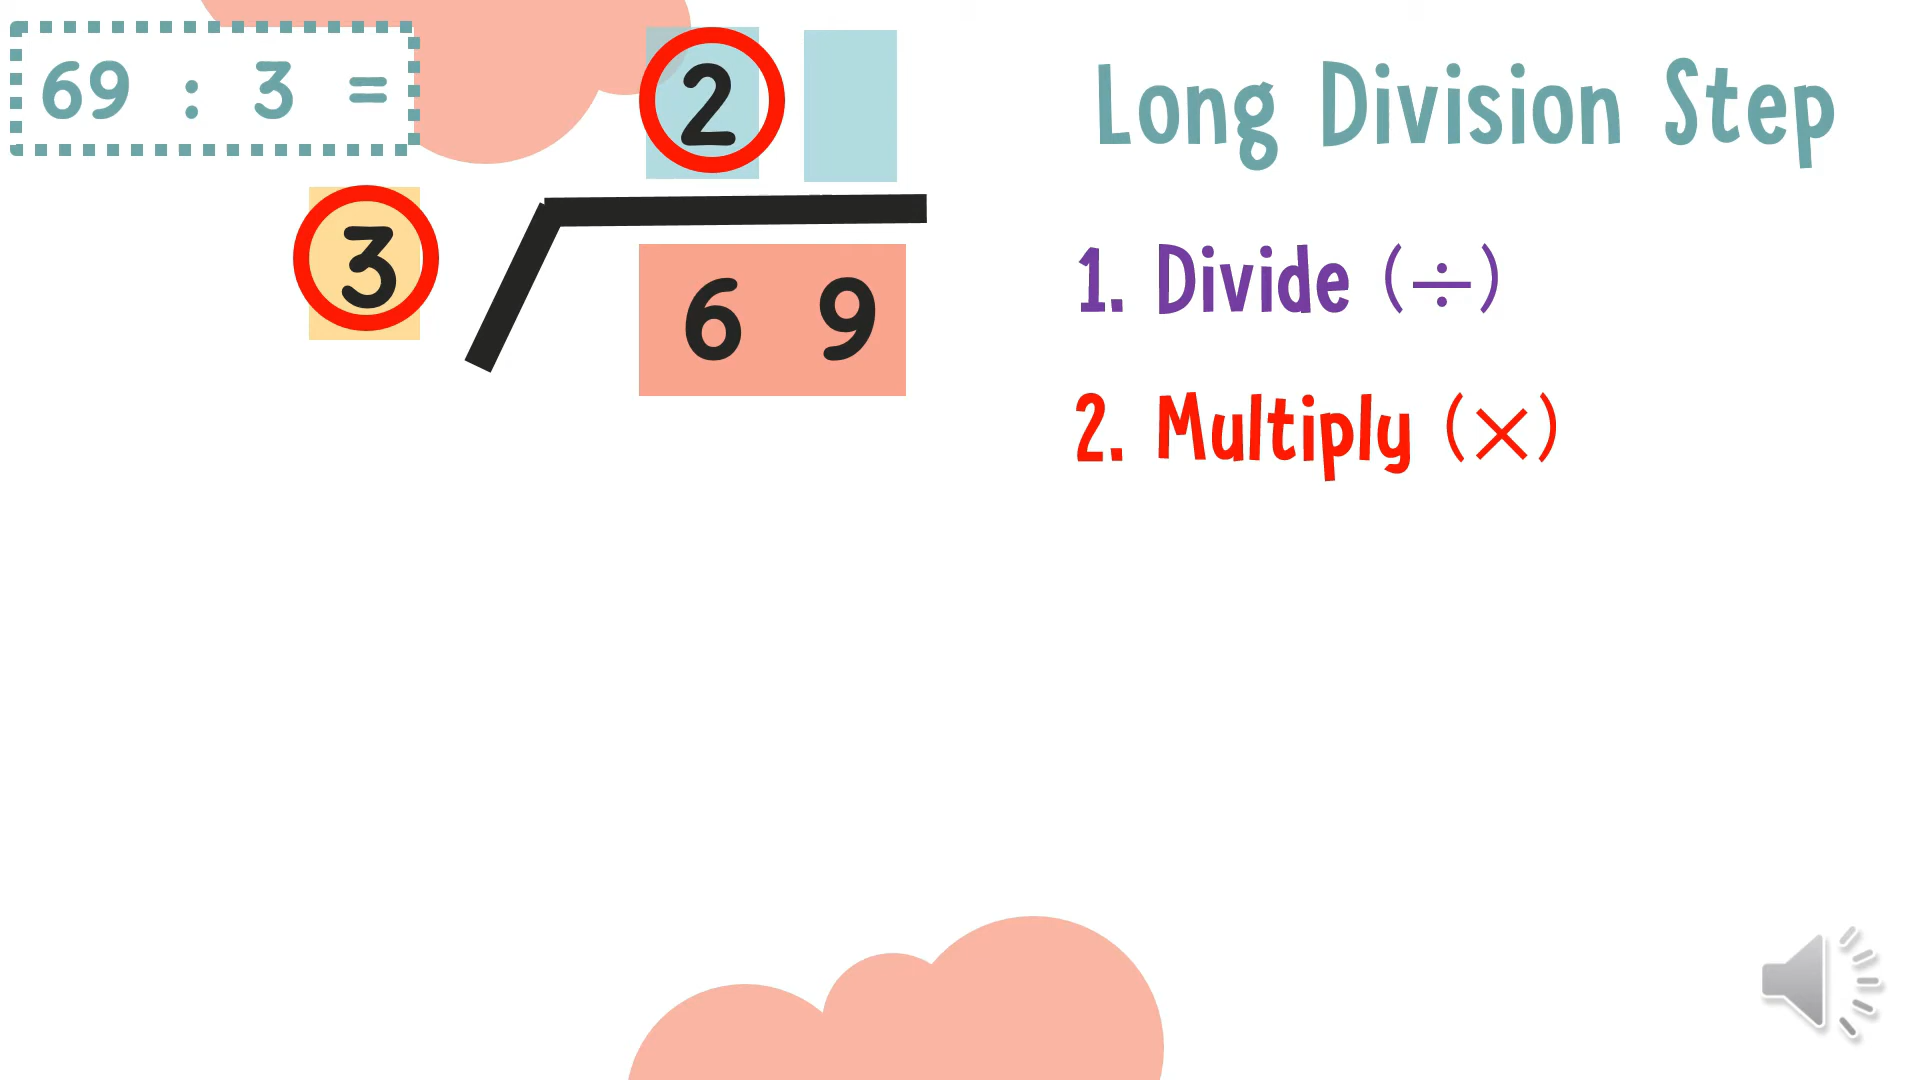 69 : 3 =
2
3
6 9
Long Division Step
1. Divide (÷)
2. Multiply (×)